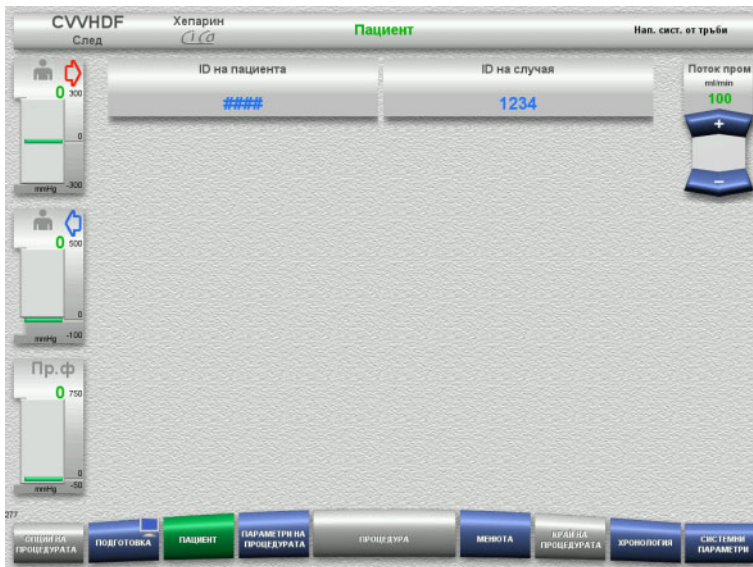 CVVHDF
След
Хепарин
Ci Ca
Пациент
Нап. сист. от тръби
ID на пациента
####
ID на случая
1234
Поток пром
ml/min
100
+
−
0
300
0
-300
mmHg
0
500
0
-100
mmHg
Пр.ф
0
750
0
-50
mmHg
277
ОПЦИИ НА
ПРОЦЕДУРАТА
ПОДГОТОВКА
ПАЦИЕНТ
ПАРАМЕТРИ НА
ПРОЦЕДУРАТА
ПРОЦЕДУРА
МЕНЮТА
КРАЙ НА
ПРОЦЕДУРАТА
ХРОНОЛОГИЯ
СИСТЕМНИ
ПАРАМЕТРИ